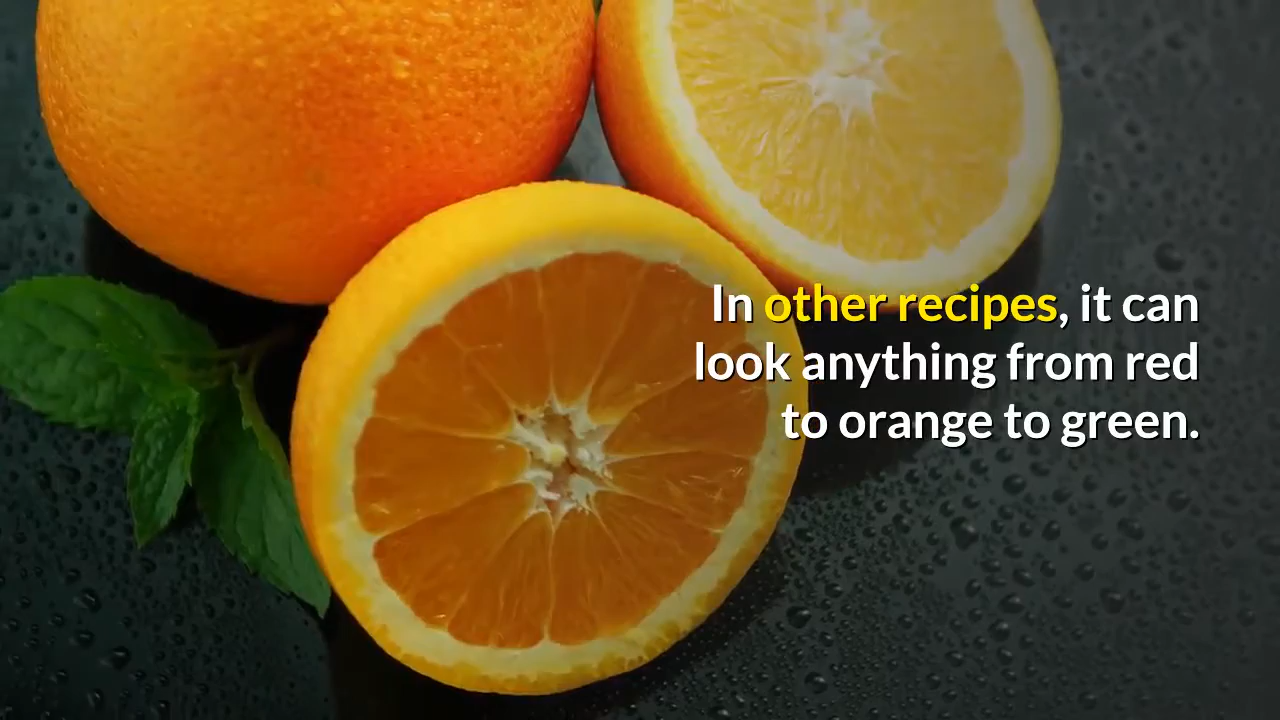 In other recipes, it can
look anything from red
to orange to green.